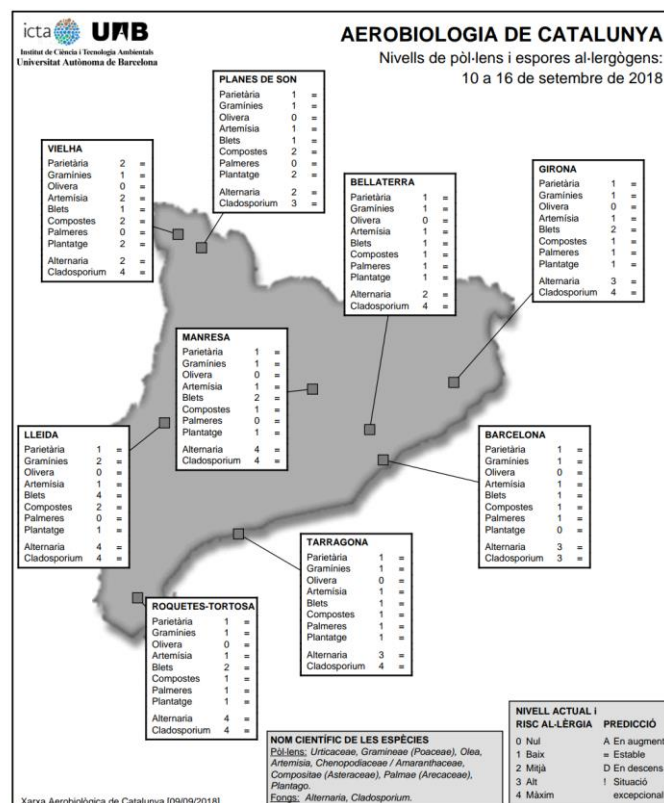 icta UAB
Institut de Ciència i Tecnologia Ambientals
Universitat Autònoma de Barcelona
AEROBIOLOGIA DE CATALUNYA
Nivells de pòl·lens i espores al·lergògens:
10 a 16 de setembre de 2018
PLANES DE SON
Parietària 1 =
Gramínies 1 =
Olivera 0 =
Artemísia 1 =
Blets 1 =
Compostes 2 =
Palmeres 0 =
Plantatge 2 =
Alternaria 2 =
Cladosporium 3 =
VIELHA
Parietària 2 =
Gramínies 1 =
Olivera 0 =
Artemísia 2 =
Blets 1 =
Compostes 2 =
Palmeres 0 =
Plantatge 2 =
Alternaria 2 =
Cladosporium 4 =
BELLATERRA
Parietària 1 =
Gramínies 1 =
Olivera 0 =
Artemísia 1 =
Blets 1 =
Compostes 1 =
Palmeres 1 =
Plantatge 1 =
Alternaria 2 =
Cladosporium 4 =
GIRONA
Parietària 1 =
Gramínies 1 =
Olivera 0 =
Artemísia 1 =
Blets 2 =
Compostes 1 =
Palmeres 1 =
Plantatge 1 =
Alternaria 3 =
Cladosporium 4 =
MANRESA
Parietària 1 =
Gramínies 1 =
Olivera 0 =
Artemísia 1 =
Blets 2 =
Compostes 1 =
Palmeres 0 =
Plantatge 1 =
Alternaria 4 =
Cladosporium 4 =
LLEIDA
Parietària 1 =
Gramínies 2 =
Olivera 0 =
Artemísia 1 =
Blets 4 =
Compostes 2 =
Palmeres 0 =
Plantatge 1 =
Alternaria 4 =
Cladosporium 4 =
BARCELONA
Parietària 1 =
Gramínies 1 =
Olivera 0 =
Artemísia 1 =
Blets 1 =
Compostes 1 =
Palmeres 1 =
Plantatge 0 =
Alternaria 3 =
Cladosporium 3 =
TARRAGONA
Parietària 1 =
Gramínies 1 =
Olivera 0 =
Artemísia 1 =
Blets 1 =
Compostes 1 =
Palmeres 1 =
Plantatge 1 =
Alternaria 3 =
Cladosporium 4 =
ROQUETES-TORTOSA
Parietària 1 =
Gramínies 1 =
Olivera 0 =
Artemísia 1 =
Blets 2 =
Compostes 1 =
Palmeres 1 =
Plantatge 1 =
Alternaria 4 =
Cladosporium 4 =
NOM CIENTÍFIC DE LES ESPÈCIES
Pòl·lens: Urticaceae, Gramineae (Poaceae), Olea,
Artemisia, Chenopodiaceae / Amaranthaceae,
Compositae (Asteraceae), Palmae (Arecaceae),
Plantago.
Fongs: Alternaria, Cladosporium.
NIVELL ACTUAL i
RISC AL·LÈRGIA PREDICCIÓ
0 Nul A En augment
1 Baix = Estable
2 Mitjà D En descens
3 Alt ! Situació
4 Màxim excepcional
Xarxa Aerobiològica de Catalunya [09/09/2018]